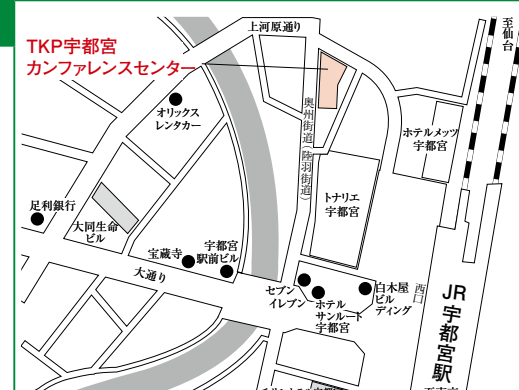 上河原通り
至仙台
TKP宇都宮
カンファレンスセンター
オリックス
レンタカー
奥州街道(陸羽街道)
ホテルメッツ
宇都宮
トナリエ
宇都宮
足利銀行
大同生命
ビル
宝蔵寺
宇都宮
駅前ビル
大通り
セブン
イレブン
ホテル
サンルート
宇都宮
白木屋
ビル
ディング
西口
JR宇都宮駅